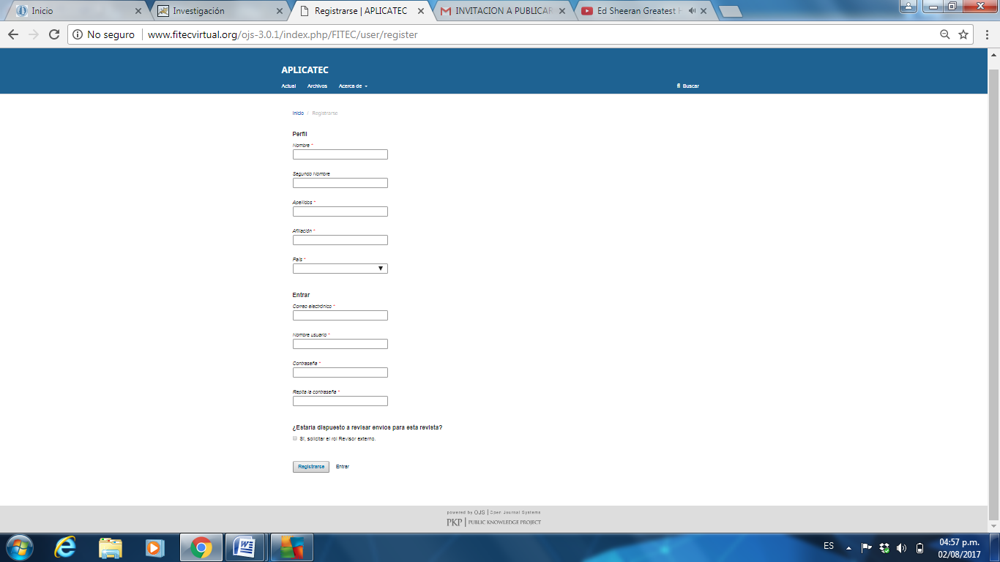 Inicio
Investigación
Registrarse | APLICATEC
INVITACION A PUBLICAR
Ed Sheeran Greatest H
No seguro
www.fitecvirtual.org/ojs-3.0.1/index.php/FITEC/user/register
APLICATEC
Actual Archivos Acerca de
Buscar
Inicio / Registrarse
Perfil
Nombre *
Segundo Nombre
Apellidos *
Afiliación *
País *
Entrar
Correo electrónico *
Nombre usuario *
Contraseña *
Repita la contraseña *
¿Estaría dispuesto a revisar envíos para esta revista?
Sí, solicitar el rol Revisor externo.
Registrarse Entrar
powered by OJS | Open Journal Systems
PKP | PUBLIC KNOWLEDGE PROJECT
ES
04:57 p.m.
02/08/2017